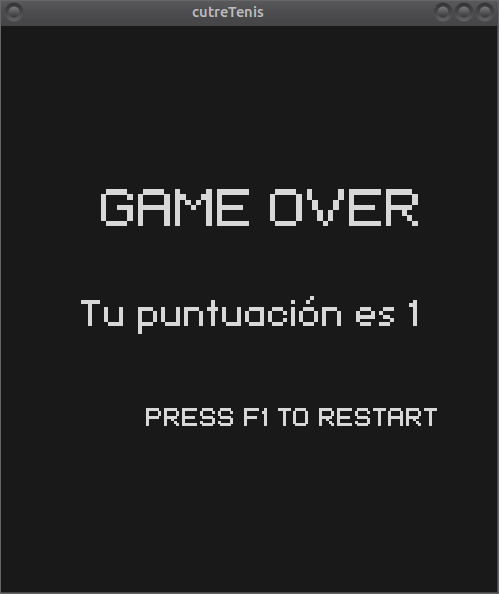 cutreTenis
GAME OVER
Tu puntuación es 1
PRESS F1 TO RESTART